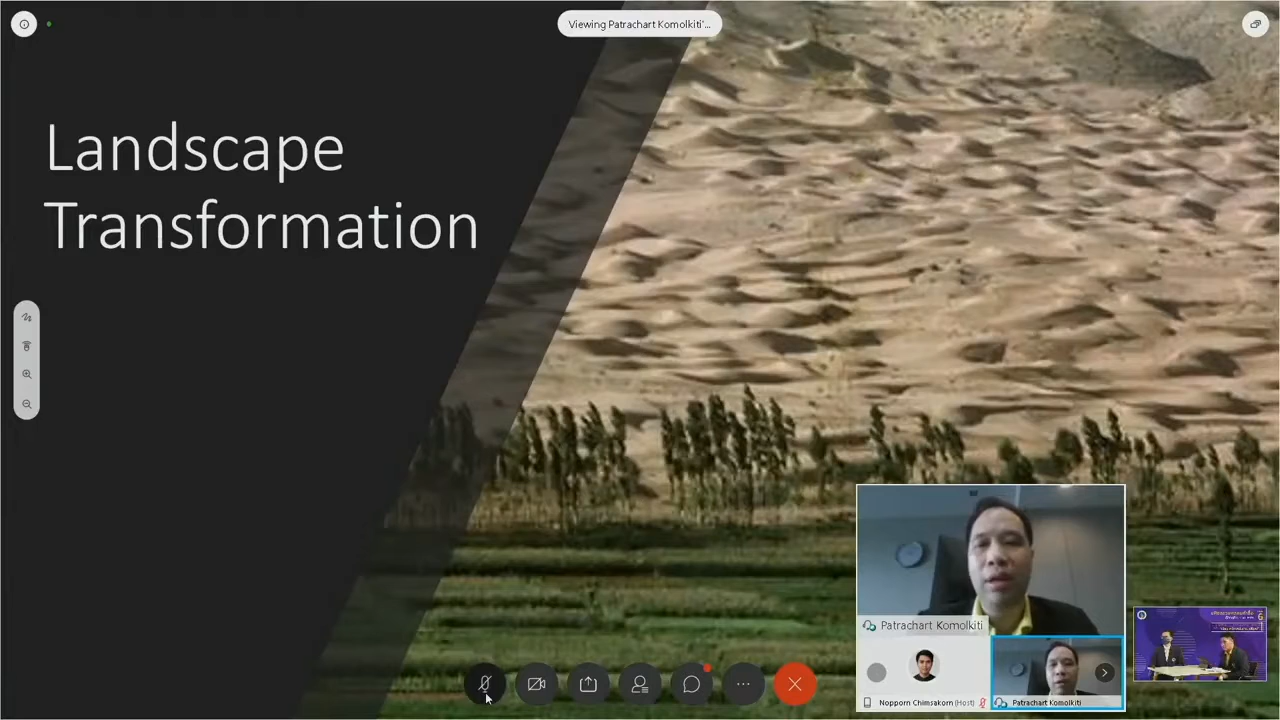 Viewing Patrachart Komolkiti'...
Landscape
Transformation
Patrachart Komolkiti
Nopporn Chimsakorn (Host)
Patrachart Komolkiti